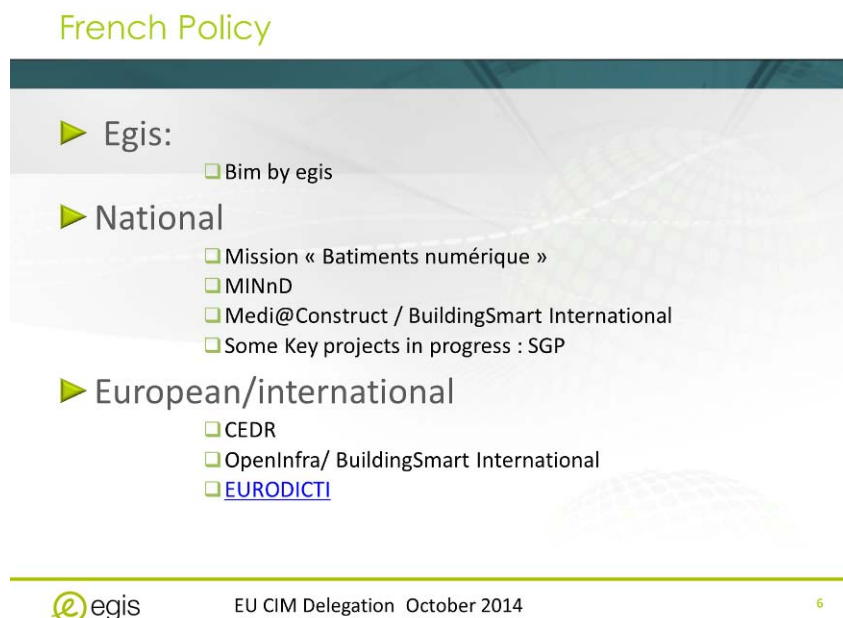 French Policy
Egis:
Bim by egis
National
Mission « Batiments numérique »
MINnD
Medi@Construct / BuildingSmart International
Some Key projects in progress : SGP
European/international
CEDR
OpenInfra/ BuildingSmart International
EURODICTI
egis
EU CIM Delegation October 2014
6